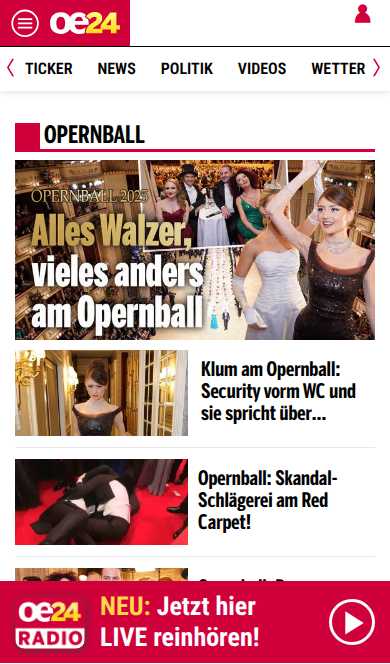 oe24
TICKER NEWS POLITIK VIDEOS WETTER
OPERNBALL
OPERNBALL 2025
Alles Walzer,
vieles anders
am Opernball
Klum am Opernball:
Security vorm WC und
sie spricht über...
Opernball: Skandal-
Schlägerei am Red
Carpet!
oe24
RADIO
NEU: Jetzt hier
LIVE reinhören!